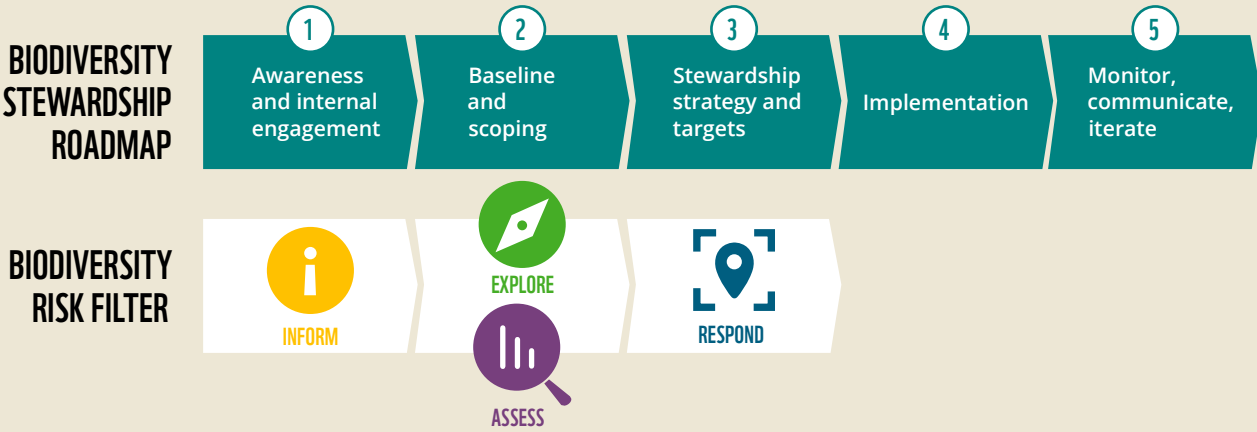 BIODIVERSITY
STEWARDSHIP
ROADMAP
1
Awareness
and internal
engagement
2
Baseline
and
scoping
3
Stewardship
strategy and
targets
4
Implementation
5
Monitor,
communicate,
iterate
BIODIVERSITY
RISK FILTER
INFORM
EXPLORE
ASSESS
RESPOND